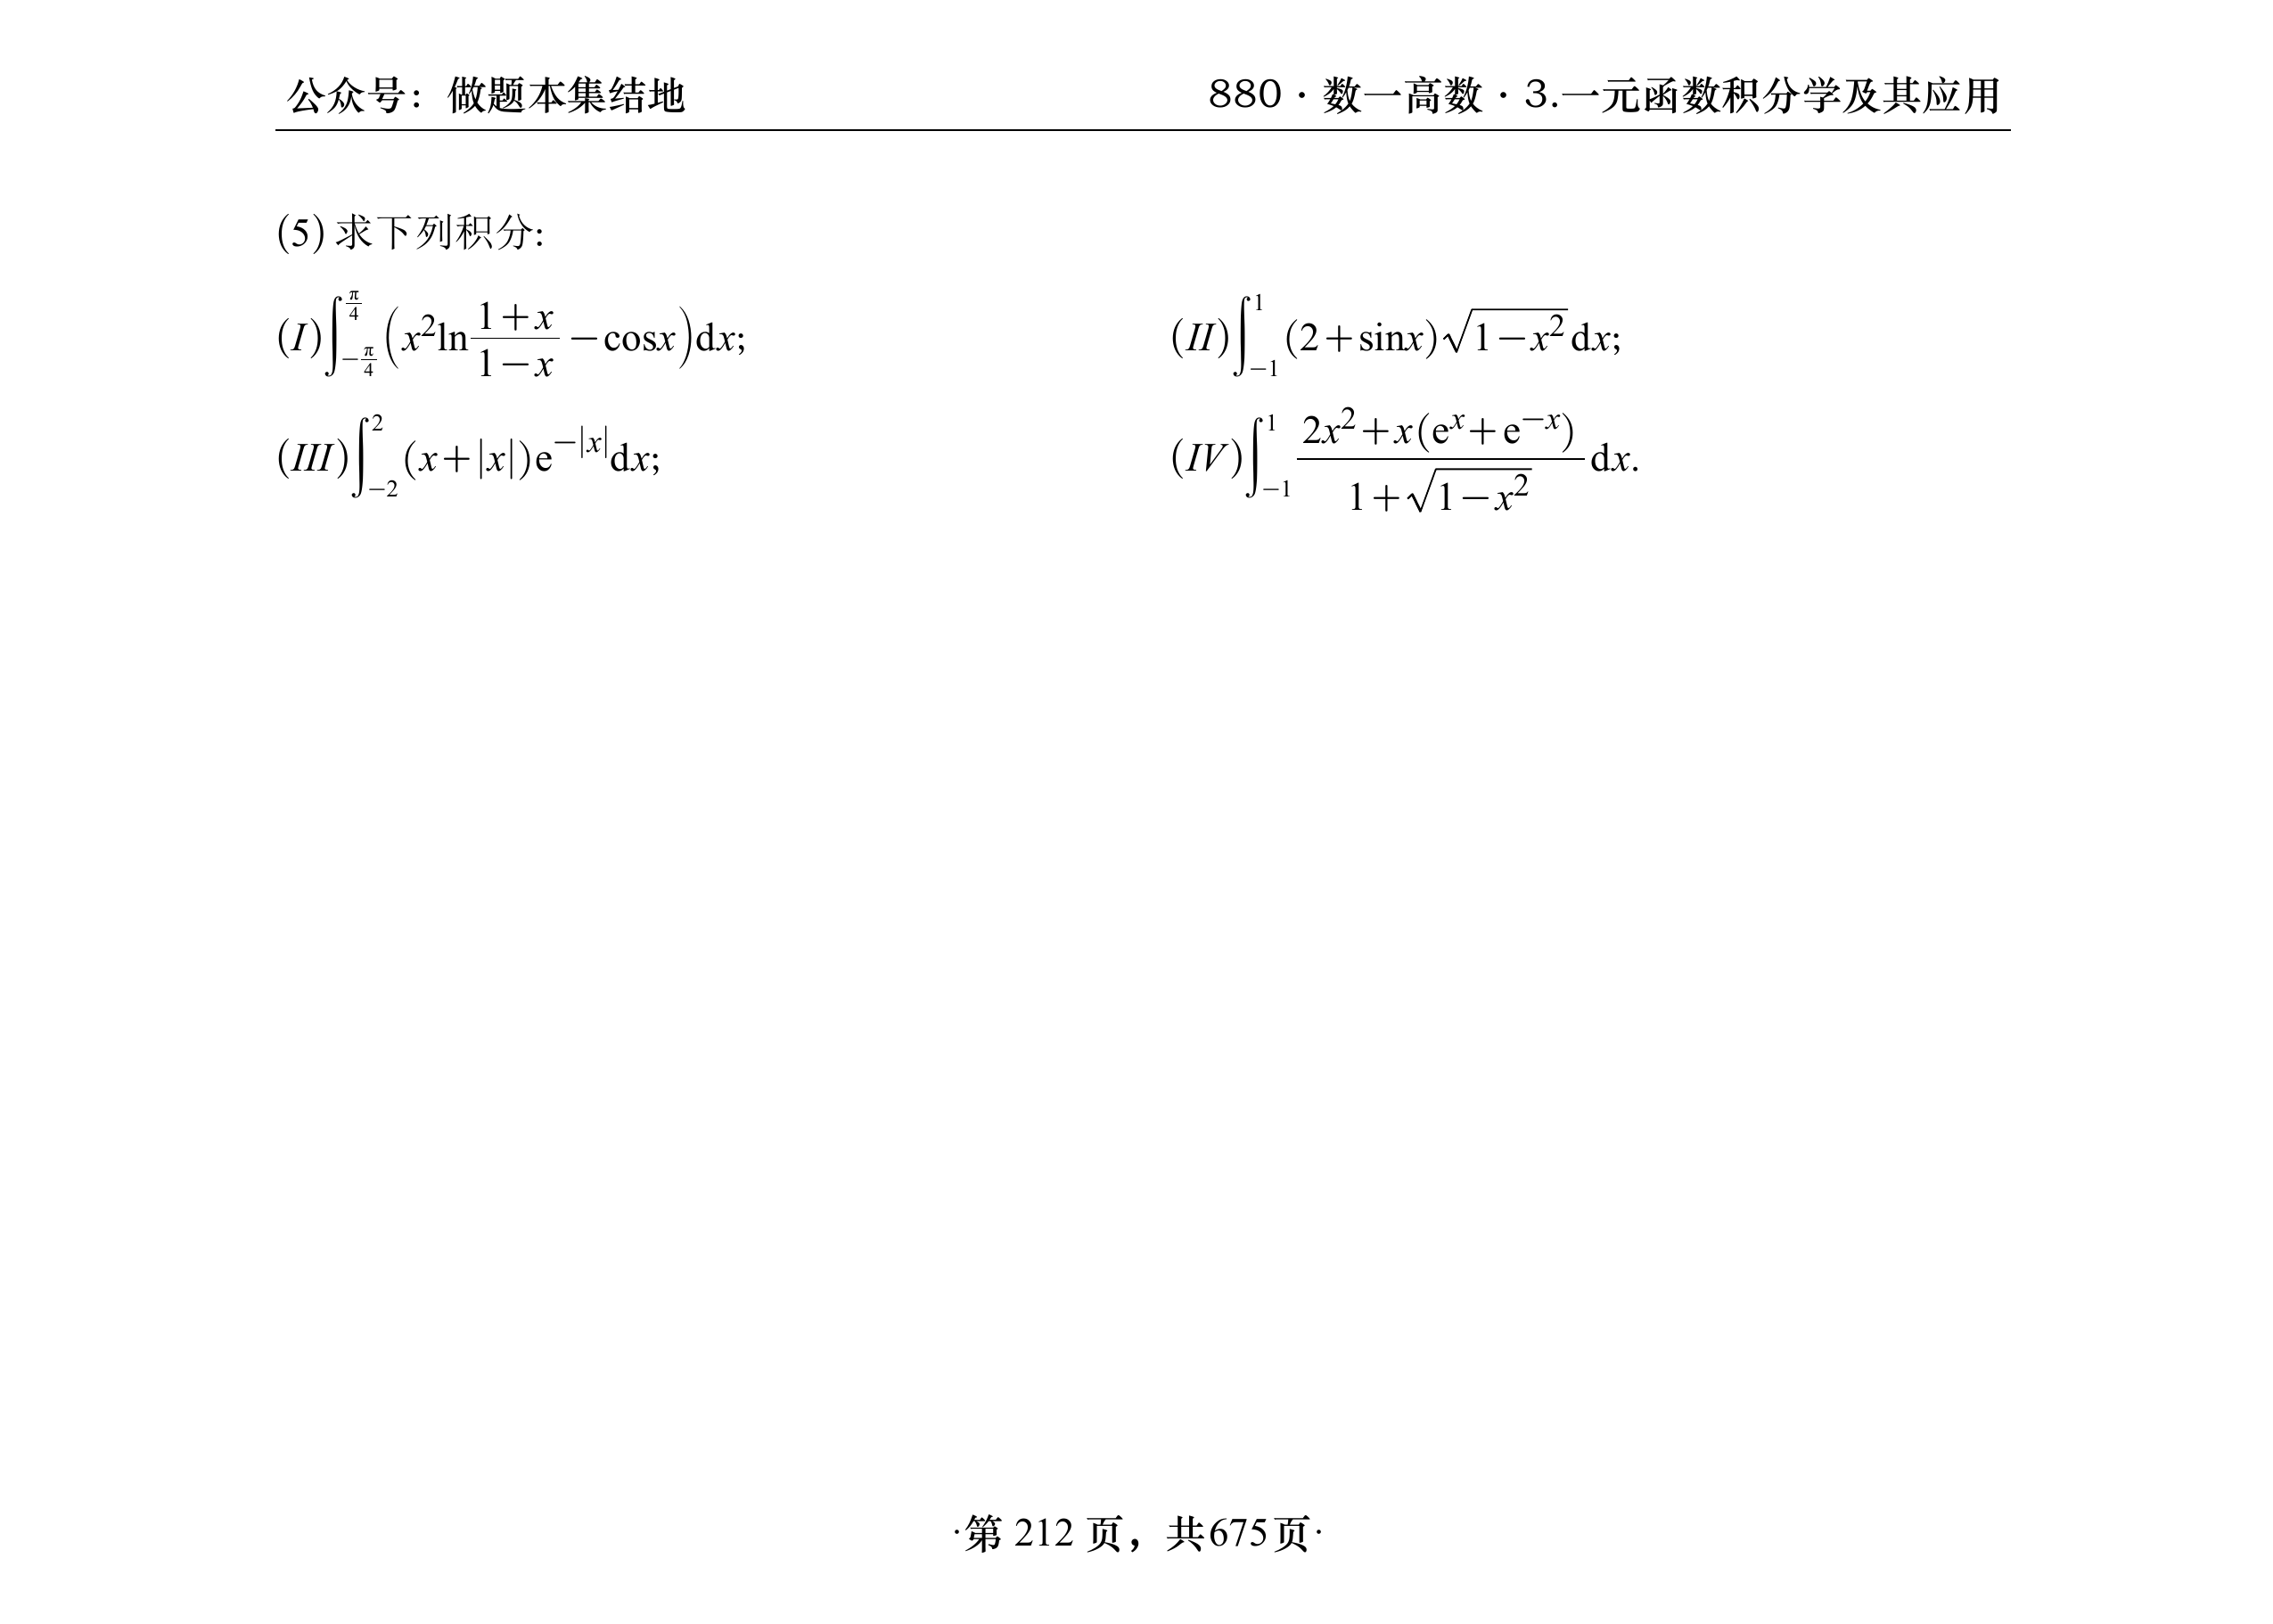 公众号：做题本集结地 880·数一高数·3.一元函数积分学及其应用
(5) 求下列积分:
(I) $\int_{-\frac{\pi}{4}}^{\frac{\pi}{4}} \left( x^2 \ln \frac{1+x}{1-x} - \cos x \right) \mathrm{d}x$; (II) $\int_{-1}^{1} (2+\sin x)\sqrt{1-x^2} \mathrm{d}x$;
(III) $\int_{-2}^{2} (x+|x|) \mathrm{e}^{-|x|} \mathrm{d}x$; (IV) $\int_{-1}^{1} \frac{2x^2+x(\mathrm{e}^x+\mathrm{e}^{-x})}{1+\sqrt{1-x^2}} \mathrm{d}x$.
·第 212 页，共675页·